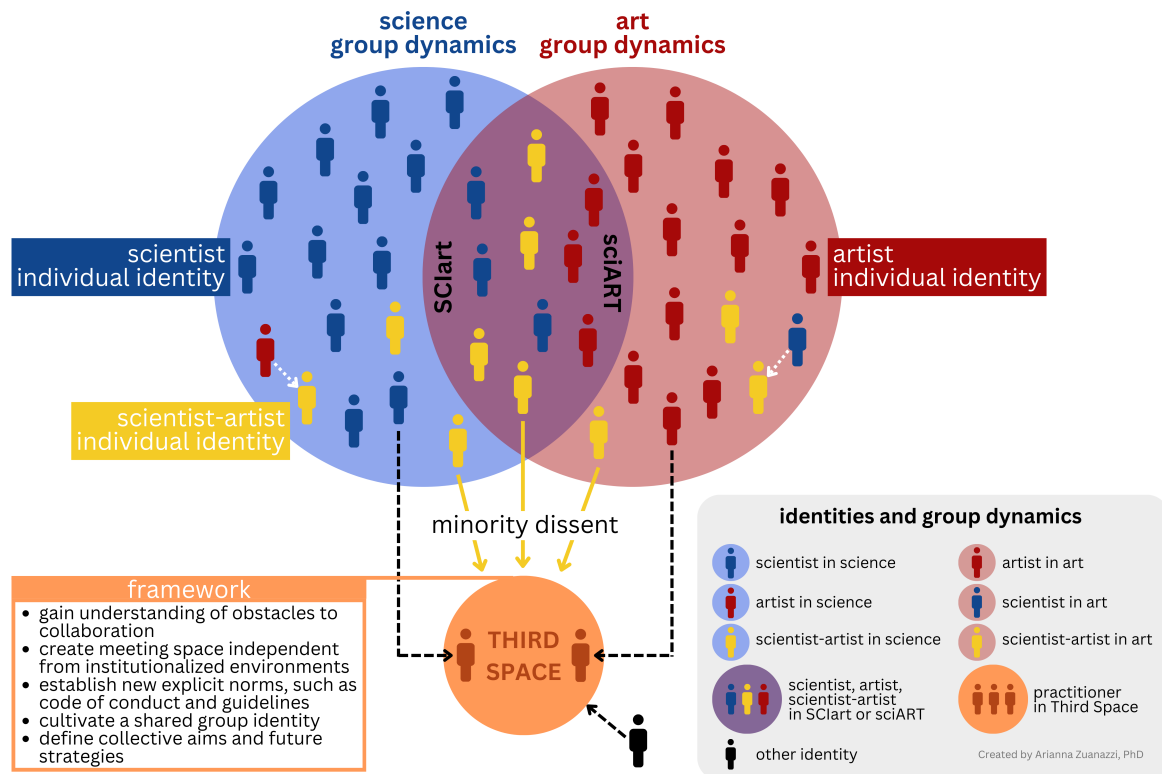 science
group dynamics
art
group dynamics
SCIart
sciART
scientist
individual identity
artist
individual identity
scientist-artist
individual identity
minority dissent
framework
• gain understanding of obstacles to
collaboration
• create meeting space independent
from institutionalized environments
• establish new explicit norms, such as
code of conduct and guidelines
• cultivate a shared group identity
• define collective aims and future
strategies
THIRD
SPACE
identities and group dynamics
scientist in science
artist in science
scientist-artist in science
scientist, artist,
scientist-artist
in SCIart or sciART
other identity
artist in art
scientist in art
scientist-artist in art
practitioner
in Third Space
Created by Arianna Zuanazzi, PhD